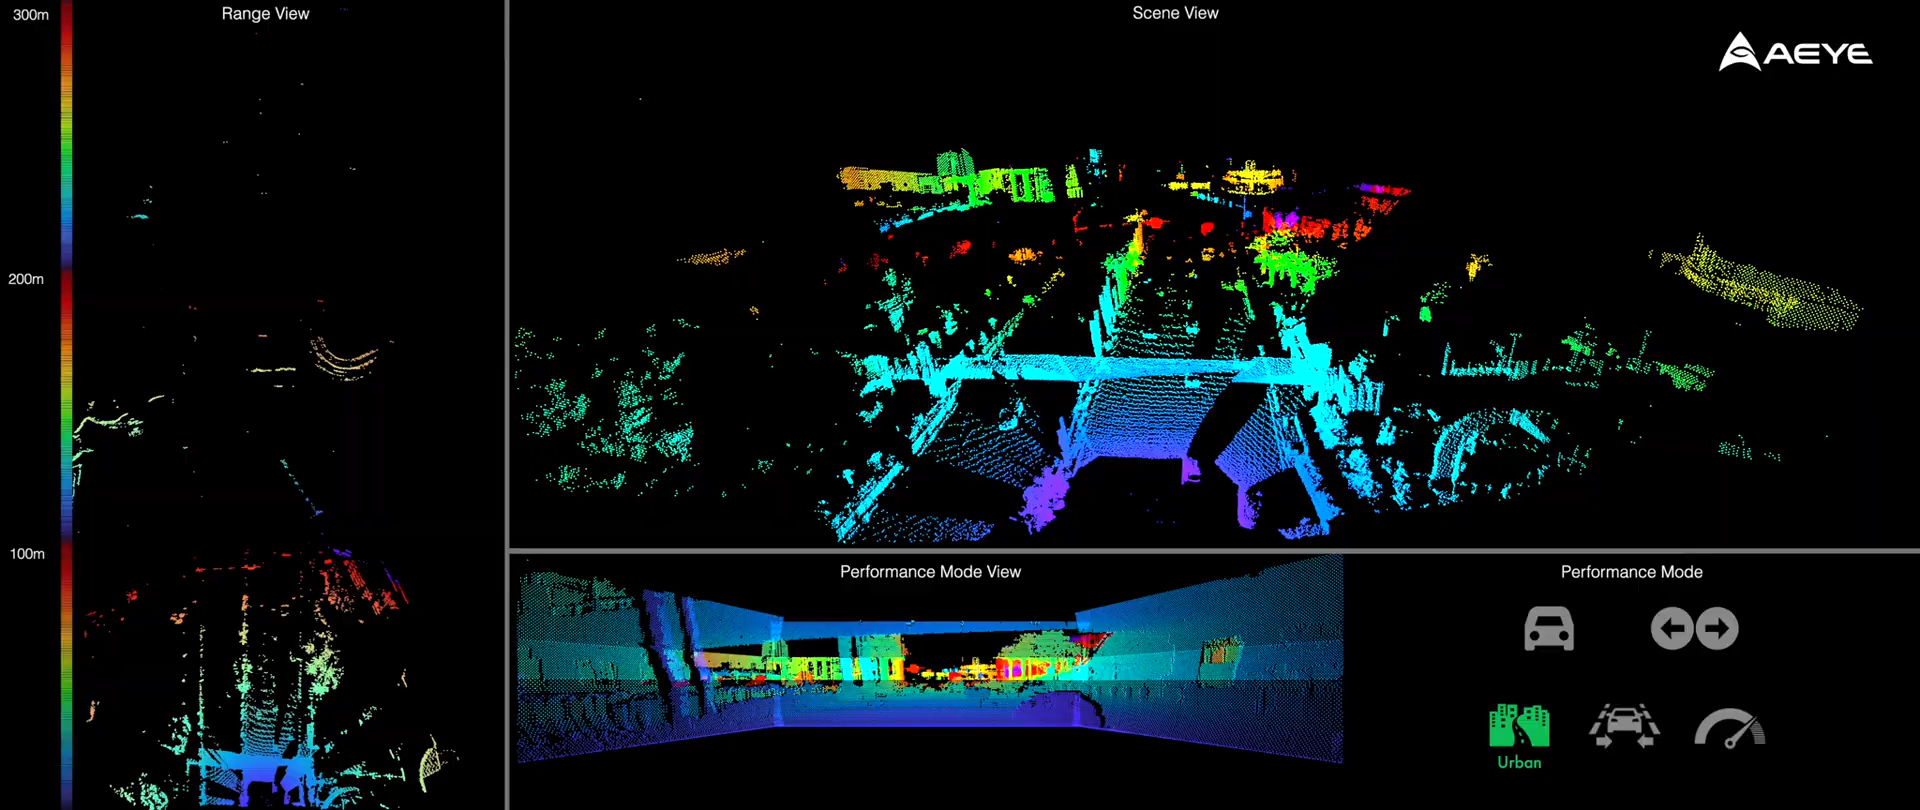 300m
Range View
Scene View
AEYE
200m
100m
Performance Mode View
Performance Mode
Urban